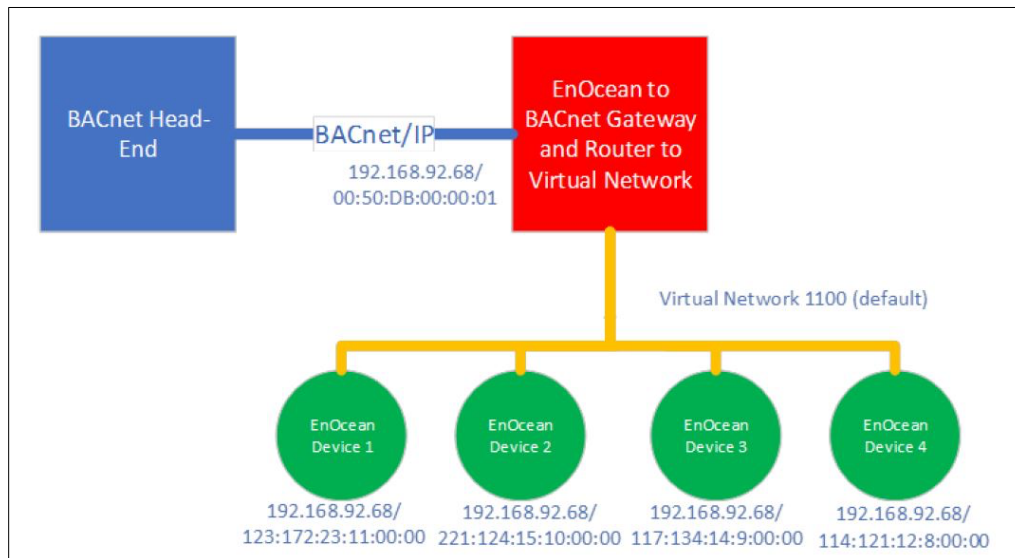 BACnet Head-
End
BACnet/IP
192.168.92.68/
00:50:DB:00:00:01
EnOcean to
BACnet Gateway
and Router to
Virtual Network
Virtual Network 1100 (default)
EnOcean
Device 1
EnOcean
Device 2
EnOcean
Device 3
EnOcean
Device 4
192.168.92.68/
123:172:23:11:00:00
192.168.92.68/
221:124:15:10:00:00
192.168.92.68/
117:134:14:9:00:00
192.168.92.68/
114:121:12:8:00:00